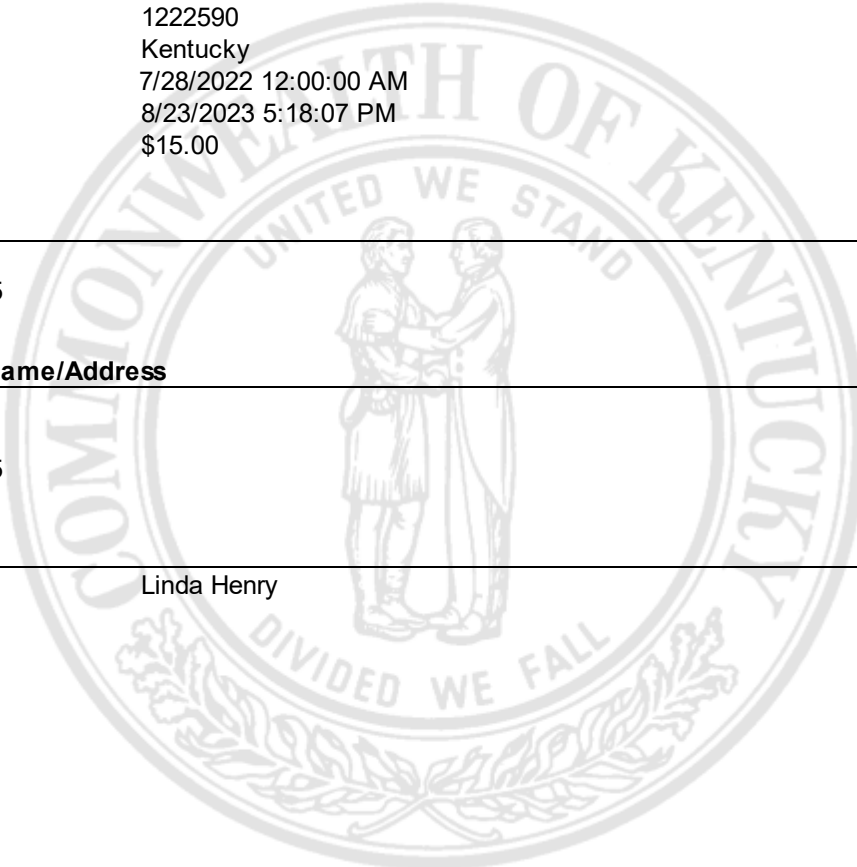 1222590
Kentucky
7/28/2022 12:00:00 AM
8/23/2023 5:18:07 PM
$15.00
COMMONWEALTH OF KENTUCKY
UNITED WE STAND
5
ame/Address
5
Linda Henry
DIVIDED WE FALL